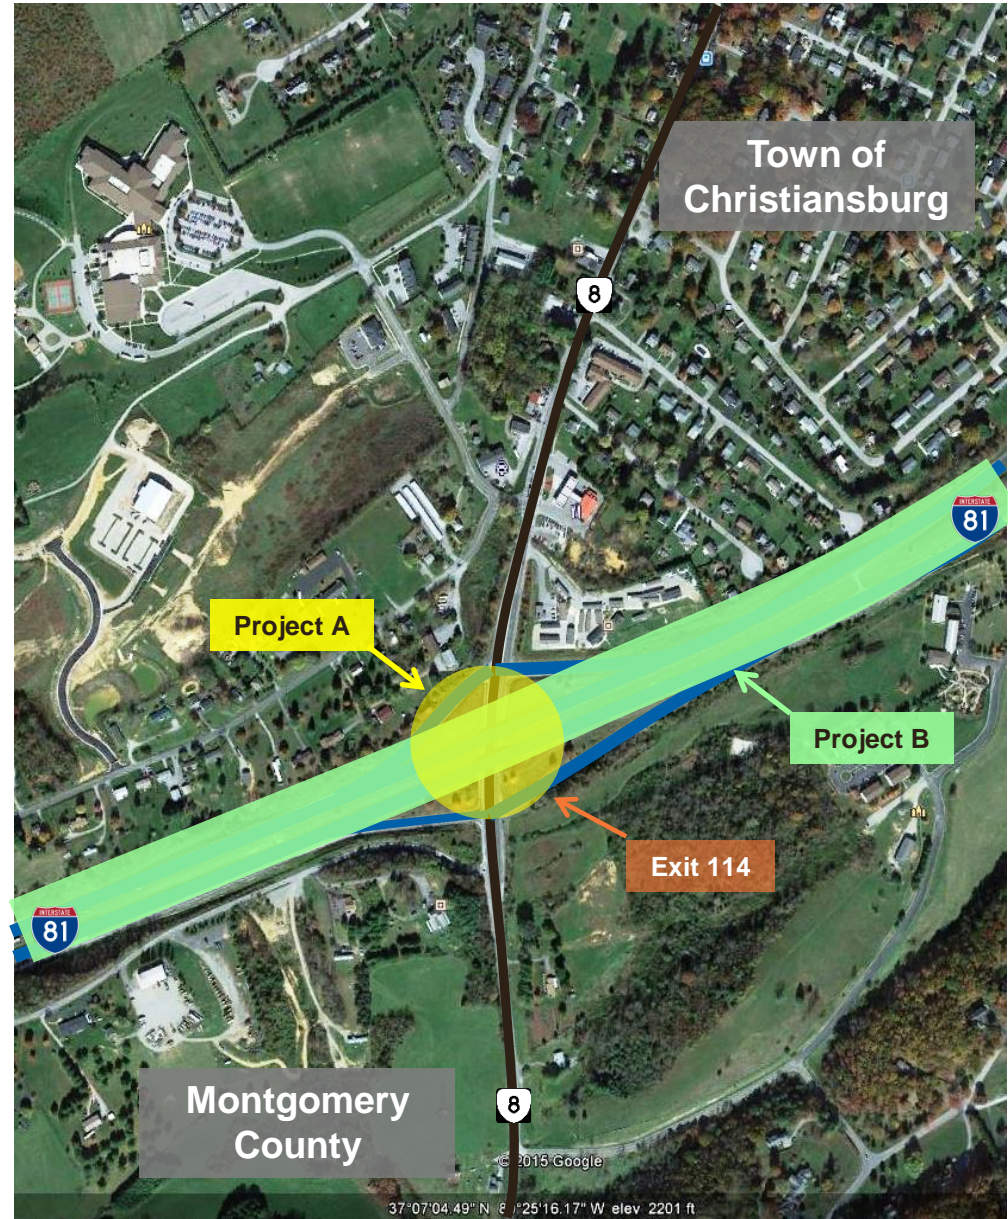 Town of
Christiansburg
8
INTERSTATE
81
Project A
Project B
Exit 114
INTERSTATE
81
Montgomery
County
8
© 2015 Google
37°07'04.49" N 8 °25'16.17" W elev 2201 ft